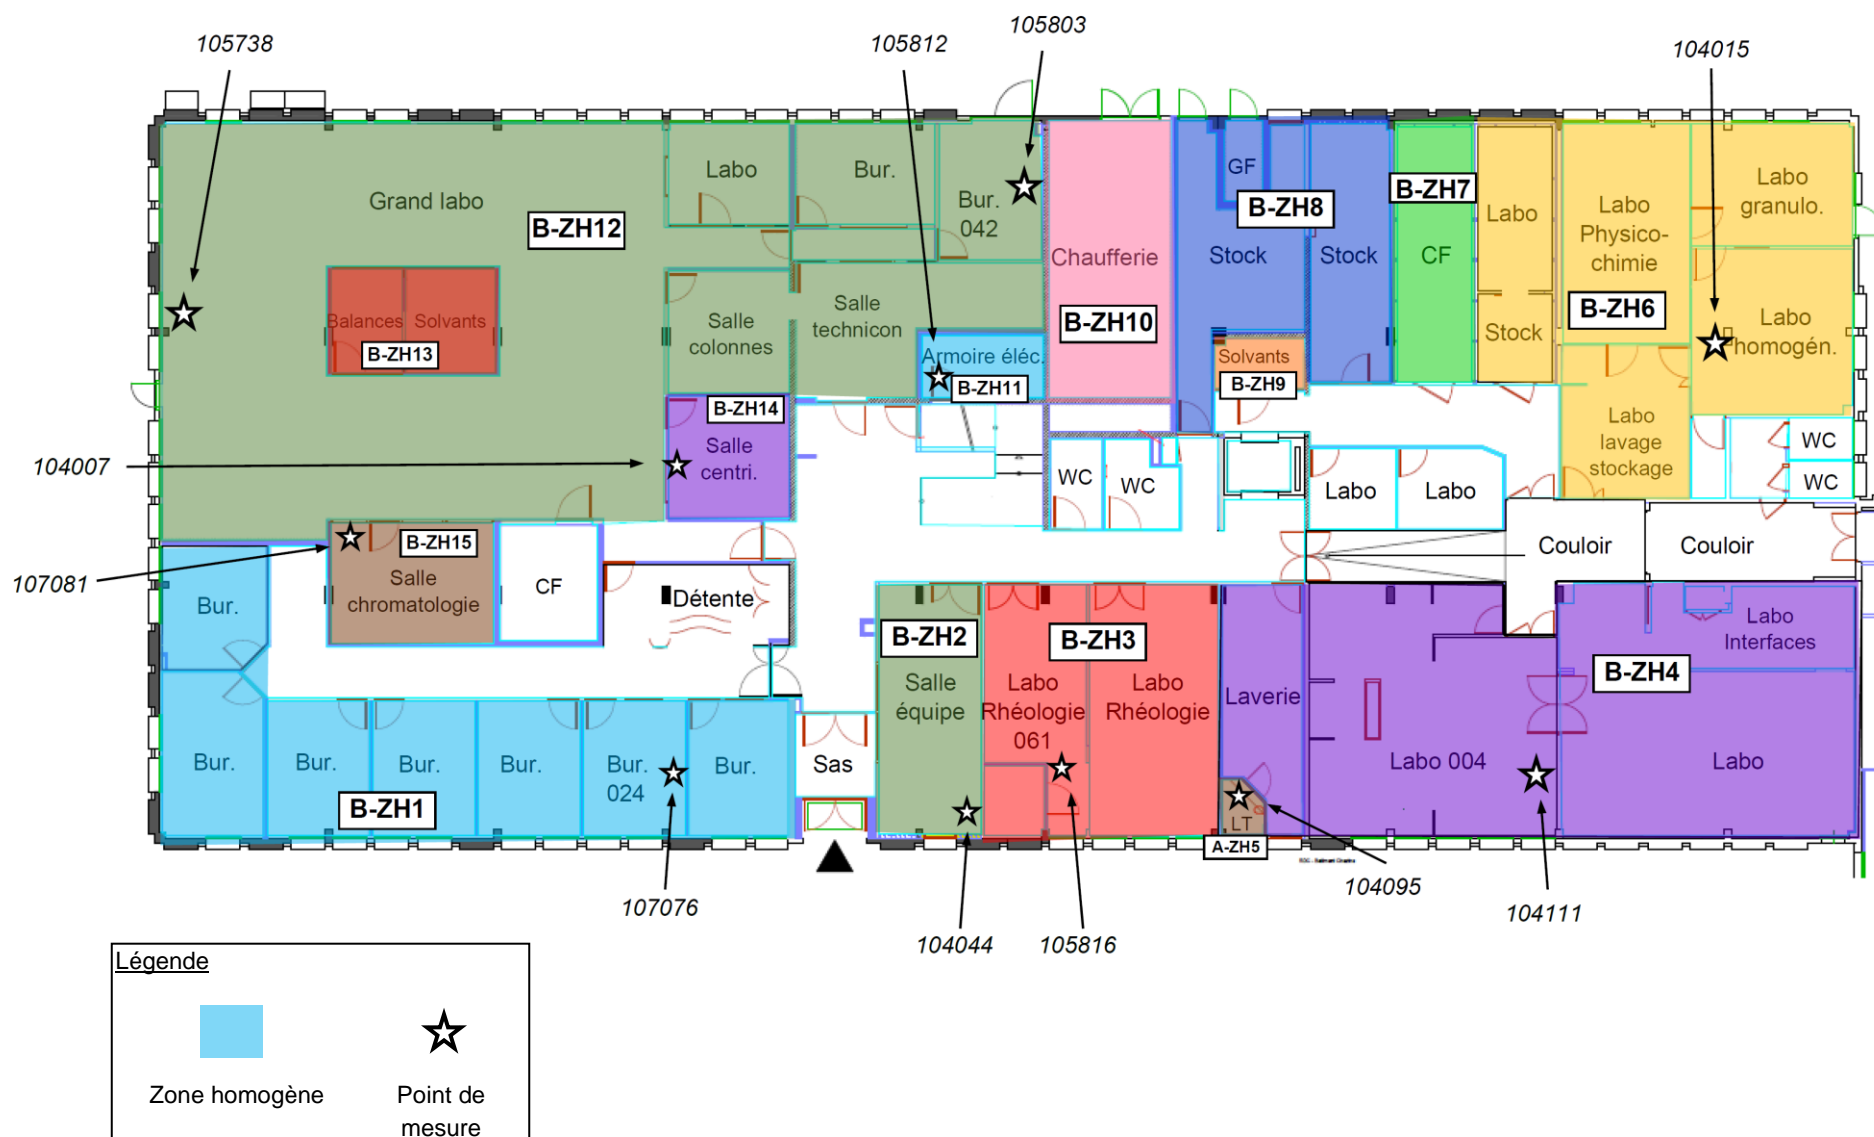 105738
105812
105803
104015
Labo
Bur.
Grand labo
B-ZH12
Bur.
042
GF
B-ZH8
B-ZH7
Labo
Labo
Physico-
chimie
Labo
granulo.
Chaufferie
Stock
Stock
CF
B-ZH10
B-ZH6
Salle
technicon
Salle
colonnes
Balances
Solvants
B-ZH13
Stock
Labo
homogén.
Armoire éléc.
B-ZH11
Solvants
B-ZH9
B-ZH14
Salle
centri.
Labo
lavage
stockage
WC
WC
104007
WC
WC
Labo
Labo
B-ZH15
Salle
chromatologie
107081
CF
Détente
Couloir
Couloir
Bur.
B-ZH2
B-ZH3
Labo
Interfaces
B-ZH4
Salle
équipe
Labo
Rhéologie
061
Labo
Rhéologie
Laverie
Bur.
Bur.
Bur.
Bur.
Bur.
024
Bur.
Sas
Labo 004
Labo
B-ZH1
LT
A-ZH5
107076
104044
105816
104095
104111
Légende
Zone homogène
Point de
mesure